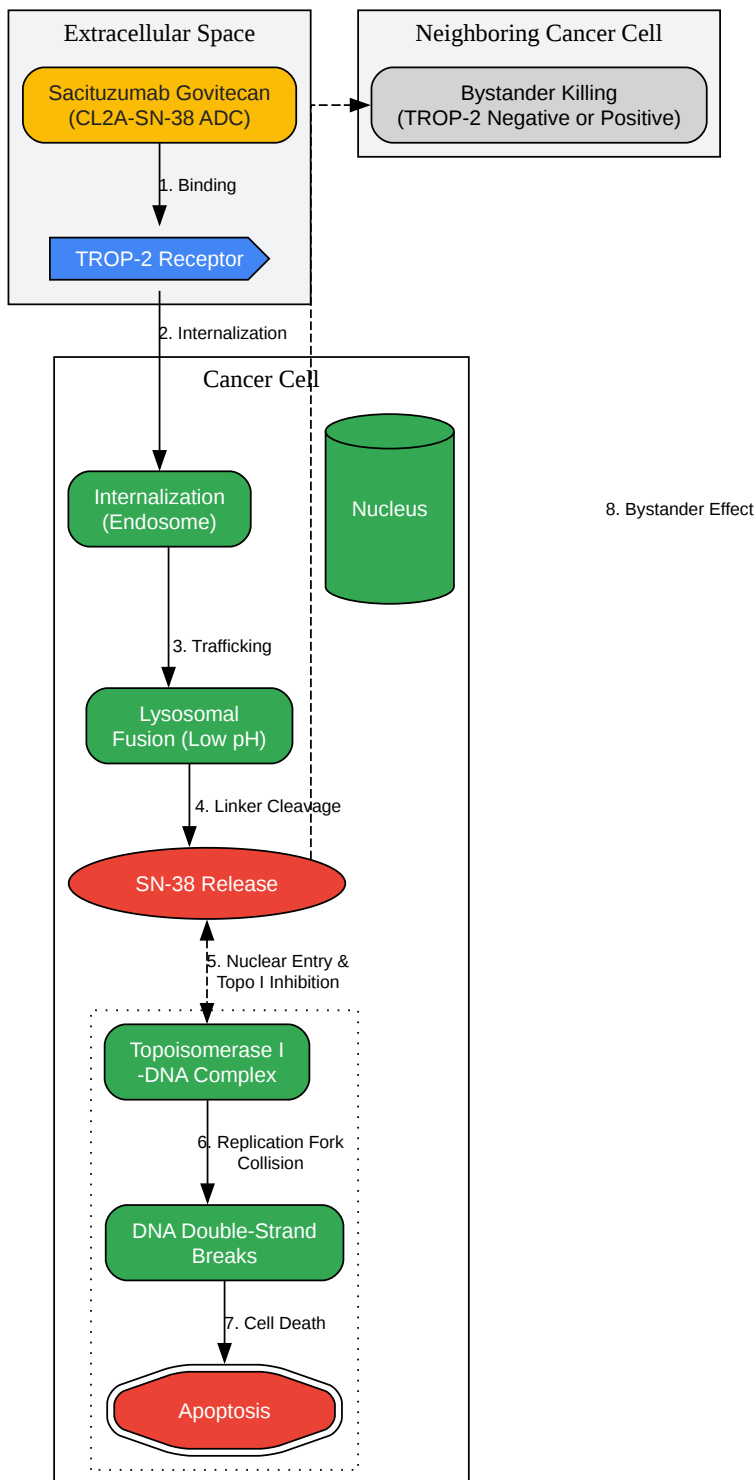 Extracellular Space
Sacituzumab Govitecan
(CL2A-SN-38 ADC)
1. Binding
TROP-2 Receptor
2. Internalization
Neighboring Cancer Cell
Bystander Killing
(TROP-2 Negative or Positive)
Cancer Cell
Internalization
(Endosome)
Nucleus
8. Bystander Effect
3. Trafficking
Lysosomal
Fusion (Low pH)
4. Linker Cleavage
SN-38 Release
5. Nuclear Entry &
Topo I Inhibition
Topoisomerase I
-DNA Complex
6. Replication Fork
Collision
DNA Double-Strand
Breaks
7. Cell Death
Apoptosis